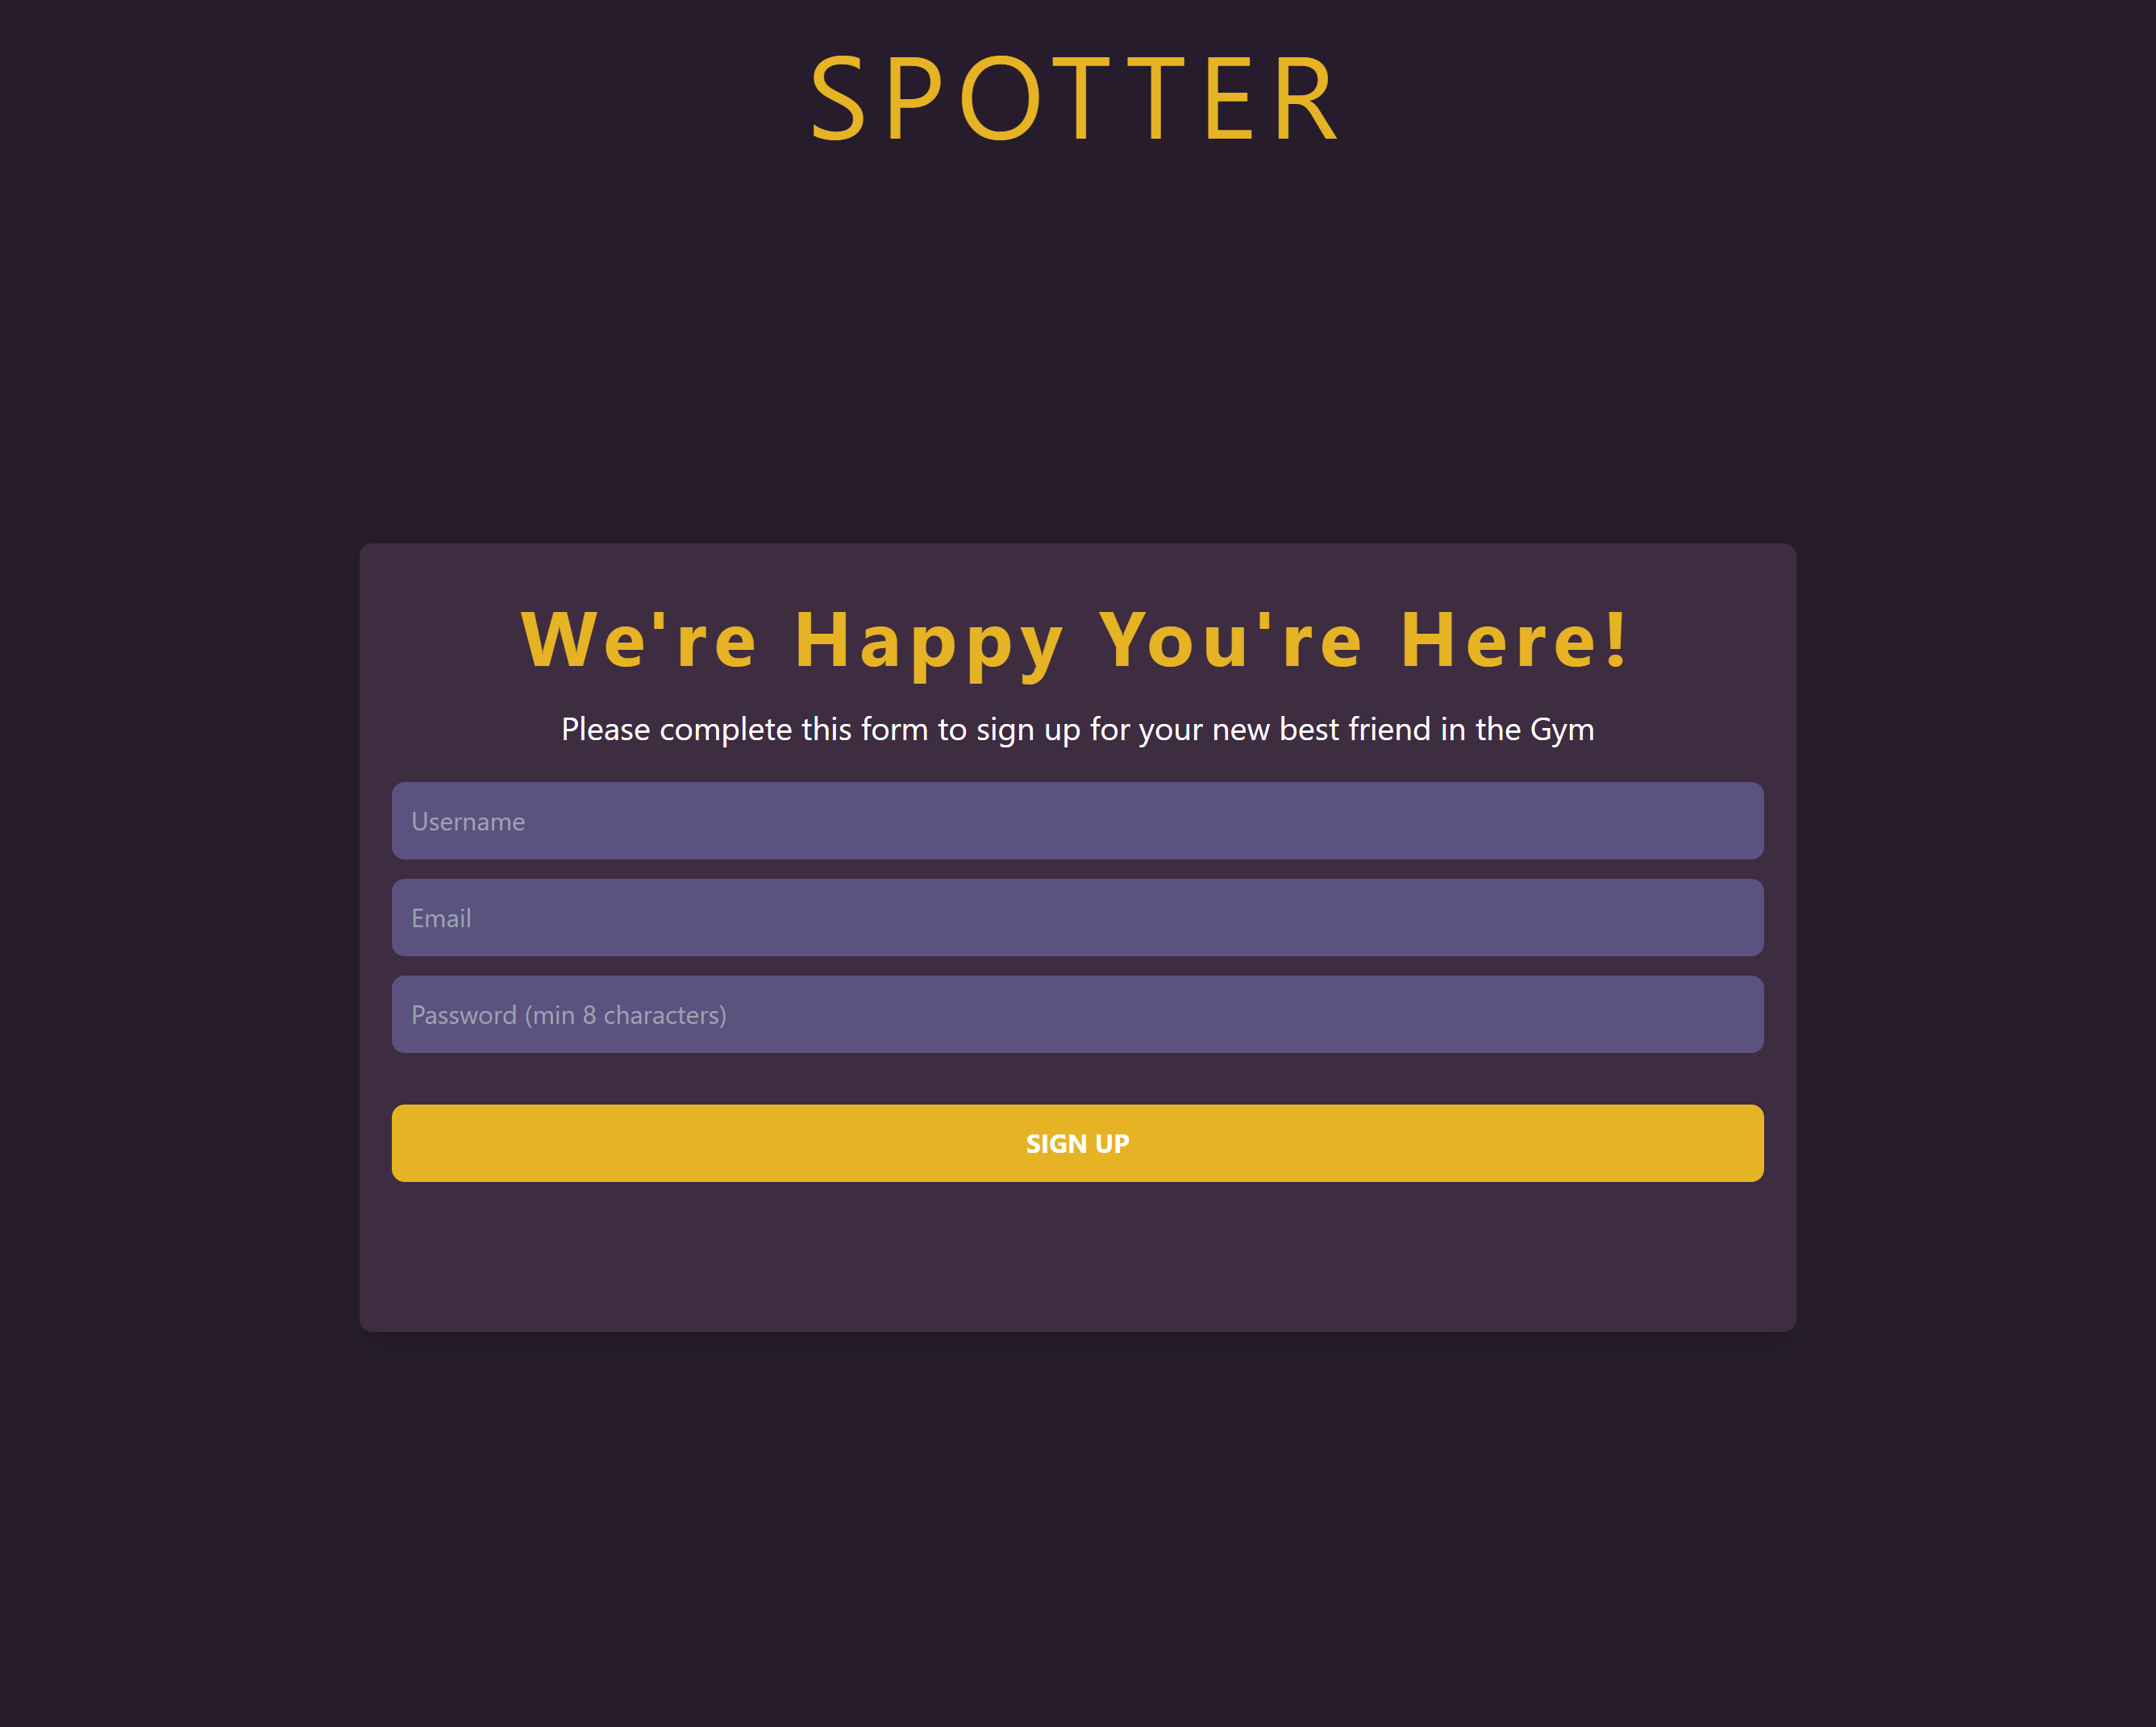 SPOTTER
We're Happy You're Here!
Please complete this form to sign up for your new best friend in the Gym
Username
Email
Password (min 8 characters)
SIGN UP